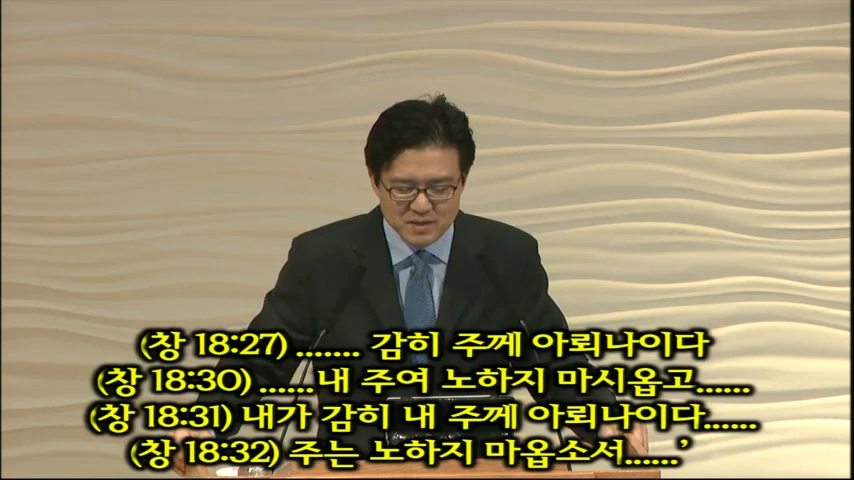 (창 18:27) ....... 감히 주께 아뢰나이다
(창 18:30) ......내 주여 노하지 마시옵고......
(창 18:31) 내가 감히 내 주께 아뢰나이다......
(창 18:32) 주는 노하지 마옵소서......’